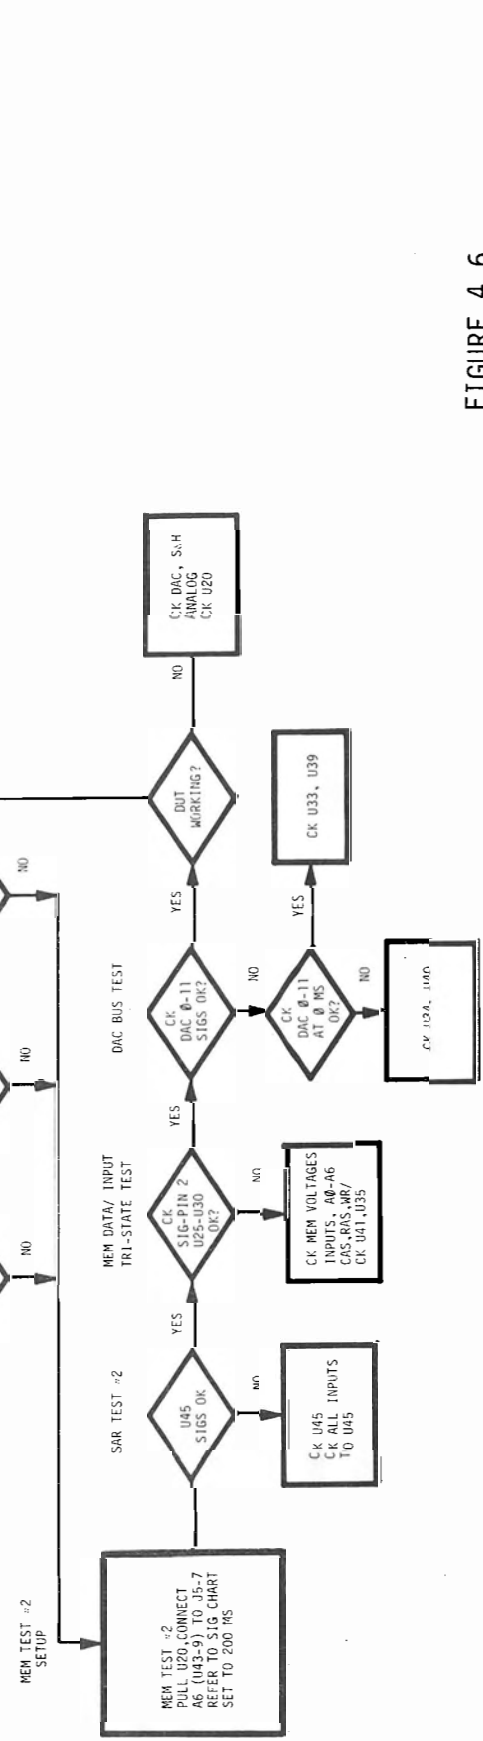 NO
NO
NO
MEM TEST #2
SETUP
MEM TEST #2
PULL U20,CONNECT
A6 (U43-9) TO J5-7
REFER TO SIG CHART
SET TO 200 MS
SAR TEST #2
U45
SIGS OK
YES
NO
CK U45
CK ALL INPUTS
TO U45
MEM DATA/ INPUT
TRI-STATE TEST
CK
SIG-PIN 2
U25-U30
OK?
YES
NO
CK MEM VOLTAGES
INPUTS, AØ-A6
CAS,RAS,WR/
CK U41,U35
DAC BUS TEST
CK
DAC Ø-11
SIGS OK?
YES
NO
CK
DAC Ø-11
AT Ø MS
OK?
YES
CK U33, U39
NO
CK U34, U40
DUT
WORKING?
NO
CK DAC, S&H
ANALOG
CK U20
FIGURE 4 6